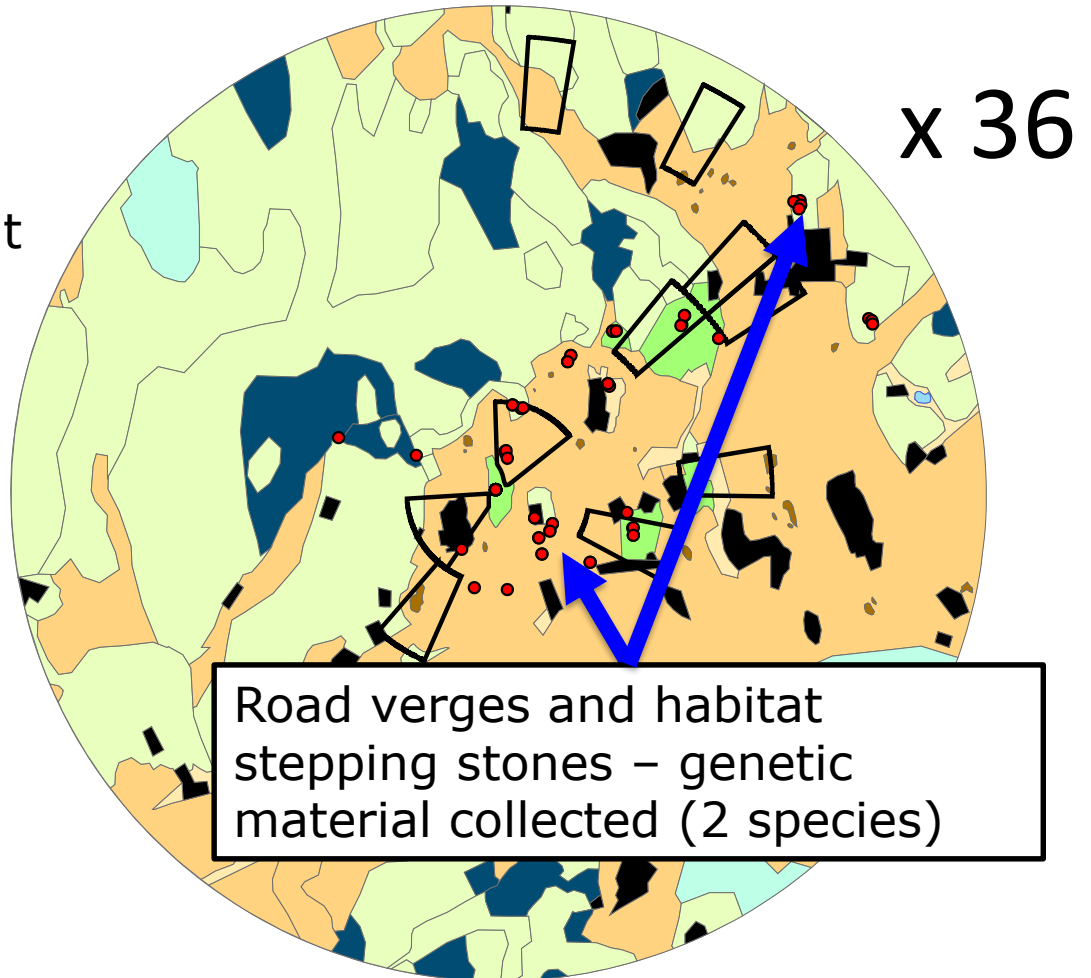 x 36
t
Road verges and habitat
stepping stones – genetic
material collected (2 species)